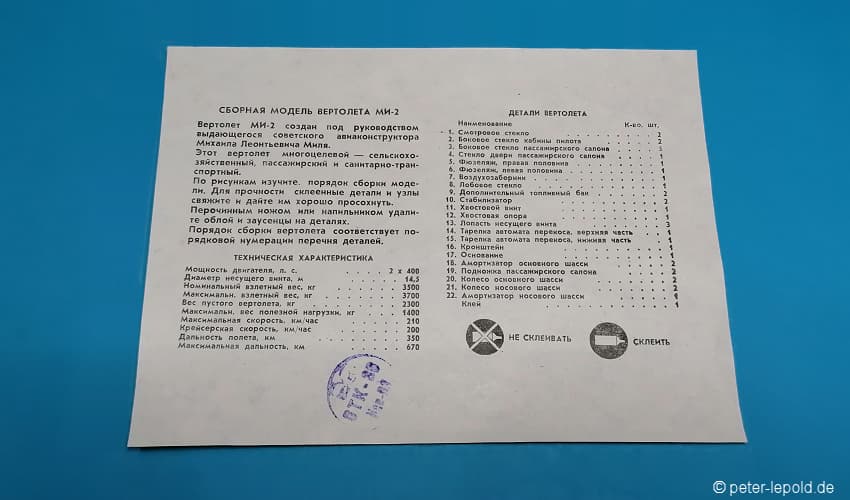 СБОРНАЯ МОДЕЛЬ ВЕРТОЛЕТА МИ-2
Вертолет МИ-2 создан под руководством
выдающегося советского авиаконструктора
Михаила Леонтьевича Миля.
Этот вертолет многоцелевой — сельскохо-
зяйственный, пассажирский и санитарно-тран-
спортный.
По рисункам изучите порядок сборки моде-
ли. Для прочности склеенные детали и узлы
свяжите и дайте им хорошо просохнуть.
Перочинным ножом или напильником удали-
те облой и заусенцы на деталях.
Порядок сборки вертолета соответствует по-
рядковой нумерации перечня деталей.
ТЕХНИЧЕСКАЯ ХАРАКТЕРИСТИКА
Мощность двигателя, л. с. . . . . 2 x 400
Диаметр несущего винта, м . . . . 14,5
Номинальный взлетный вес, кг . . . . 3500
Максимальн. взлетный вес, кг . . . . 3700
Вес пустого вертолета, кг . . . . 2300
Максимальн. вес полезной нагрузки, кг . . 1400
Максимальная скорость, км/час . . . . 210
Крейсерская скорость, км/час . . . . 200
Дальность полета, км . . . . 350
Максимальная дальность, км . . . . 670
ОТК-20
ДЕТАЛИ ВЕРТОЛЕТА
Наименование К-во, шт.
1. Смотровое стекло . . . . 2
2. Боковое стекло кабины пилота . . . . 2
3. Боковое стекло пассажирского салона . . . .
4. Стекло двери пассажирского салона . . . . 1
5. Фюзеляж, правая половина . . . . 1
6. Фюзеляж, левая половина . . . . 1
7. Воздухозаборник . . . . 1
8. Лобовое стекло . . . . 1
9. Дополнительный топливный бак . . . . 2
10. Стабилизатор . . . . 2
11. Хвостовой винт . . . . 1
12. Хвостовая опора . . . . 1
13. Лопасть несущего винта . . . . 3
14. Тарелка автомата перекоса, верхняя часть . . 1
15. Тарелка автомата перекоса, нижняя часть . . 1
16. Кронштейн . . . . 1
17. Основание . . . . 1
18. Амортизатор основного шасси . . . . 2
19. Подножка пассажирского салона . . . . 2
20. Колесо основного шасси . . . . 2
21. Колесо носового шасси . . . . 2
22. Амортизатор носового шасси . . . . 1
Клей . . . . 1
НЕ СКЛЕИВАТЬ
СКЛЕИТЬ
© peter-lepold.de